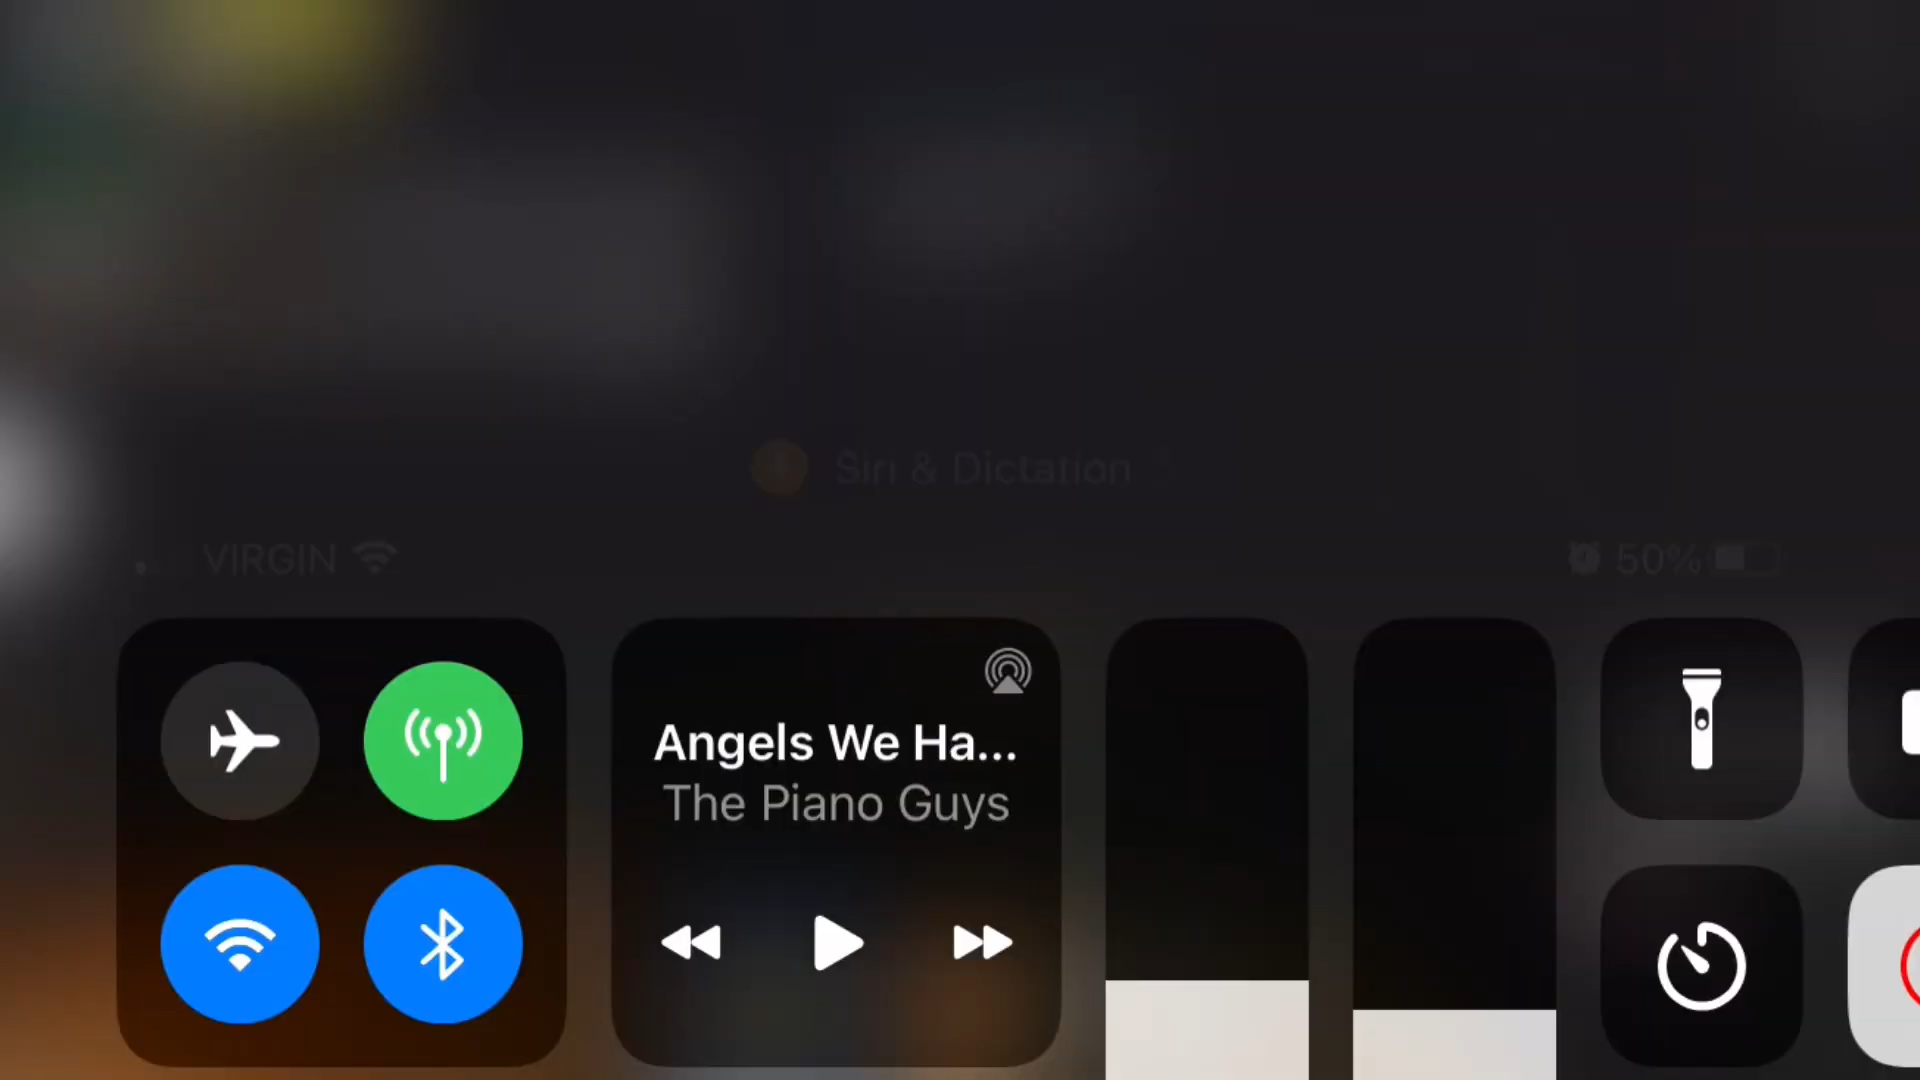 Siri & Dictation
VIRGIN
50%
Angels We Ha...
The Piano Guys